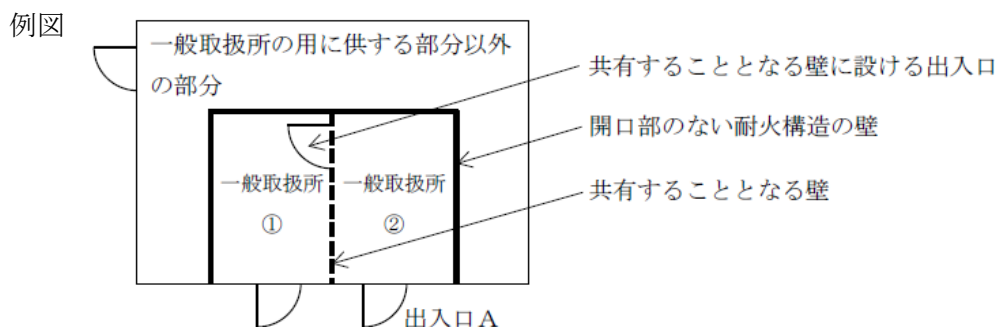 例図
一般取扱所の用に供する部分以外
の部分
共有することとなる壁に設ける出入口
開口部のない耐火構造の壁
一般取扱所
①
一般取扱所
②
共有することとなる壁
出入口A